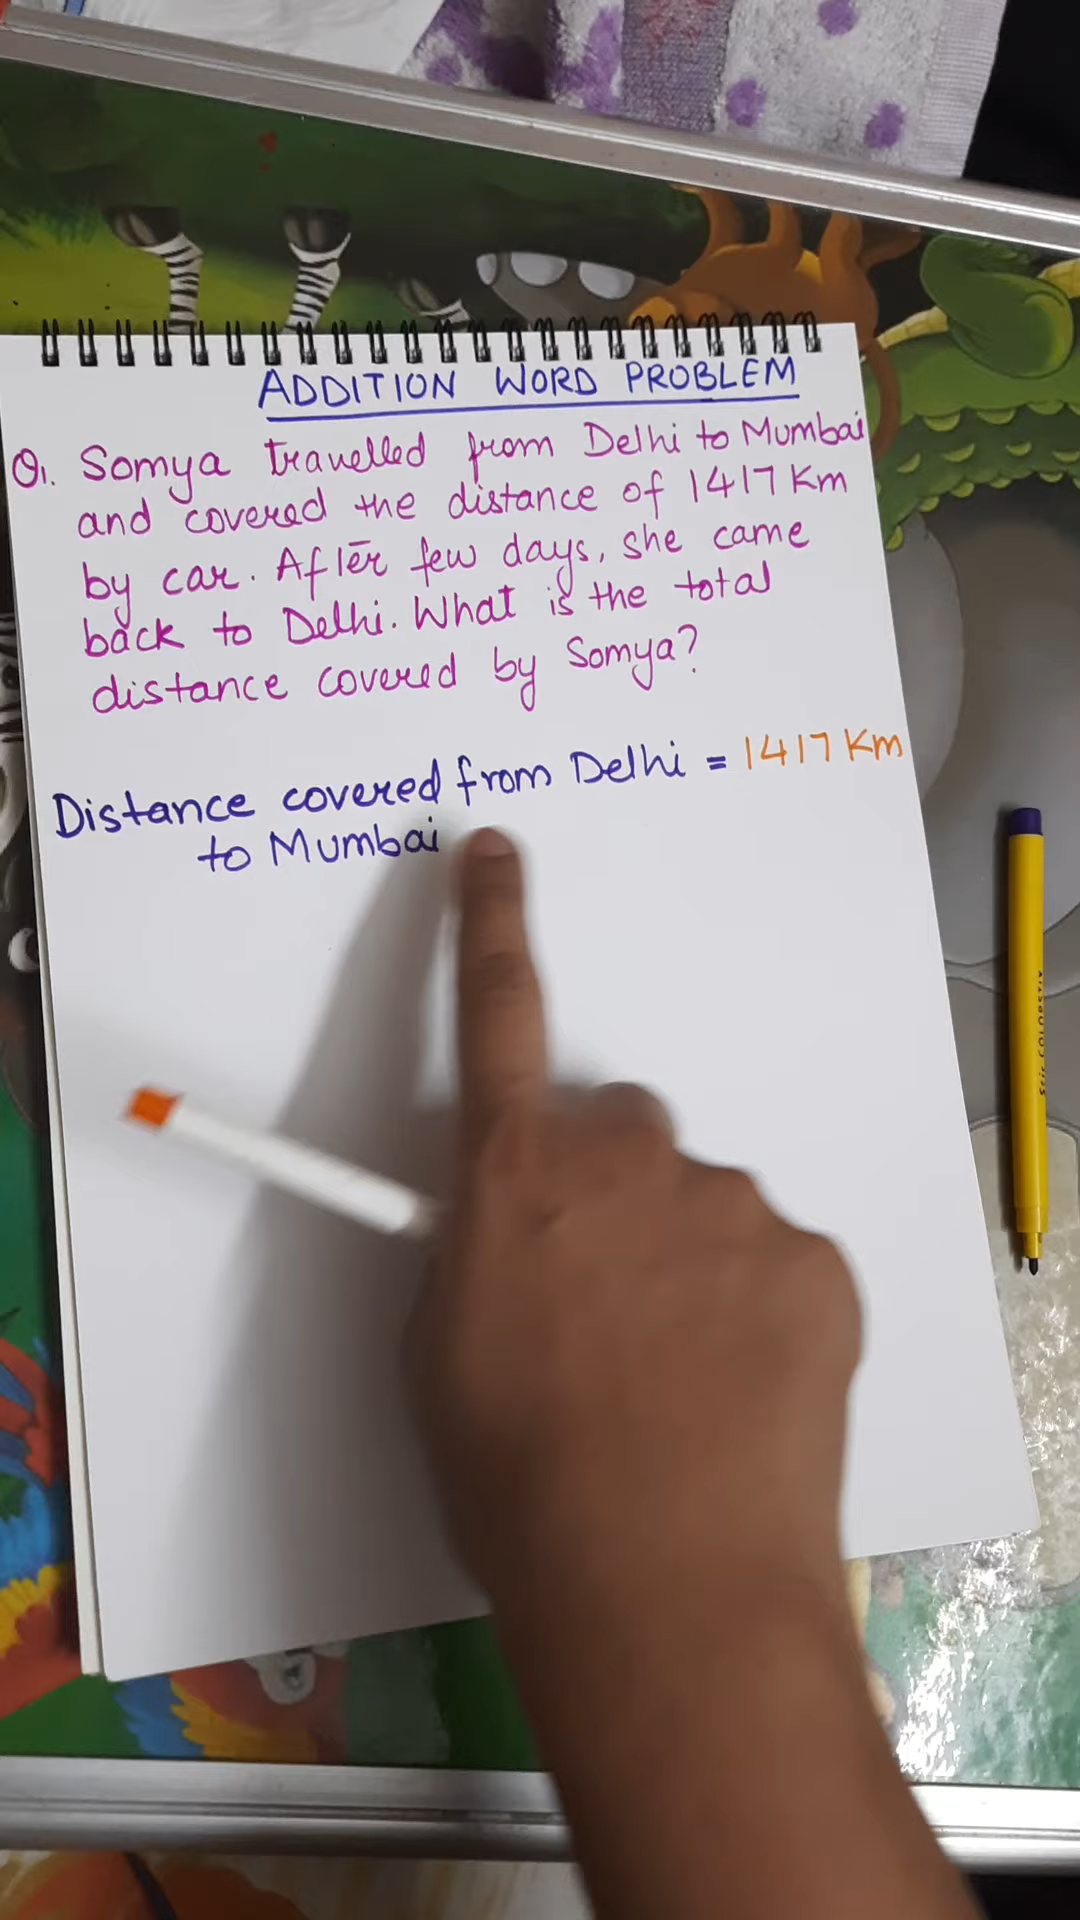 ADDITION WORD PROBLEM
Q1. Somya travelled from Delhi to Mumbai
and covered the distance of 1417 Km
by car. After few days, she came
back to Delhi. What is the total
distance covered by Somya?
Distance covered from Delhi = 1417 Km
to Mumbai